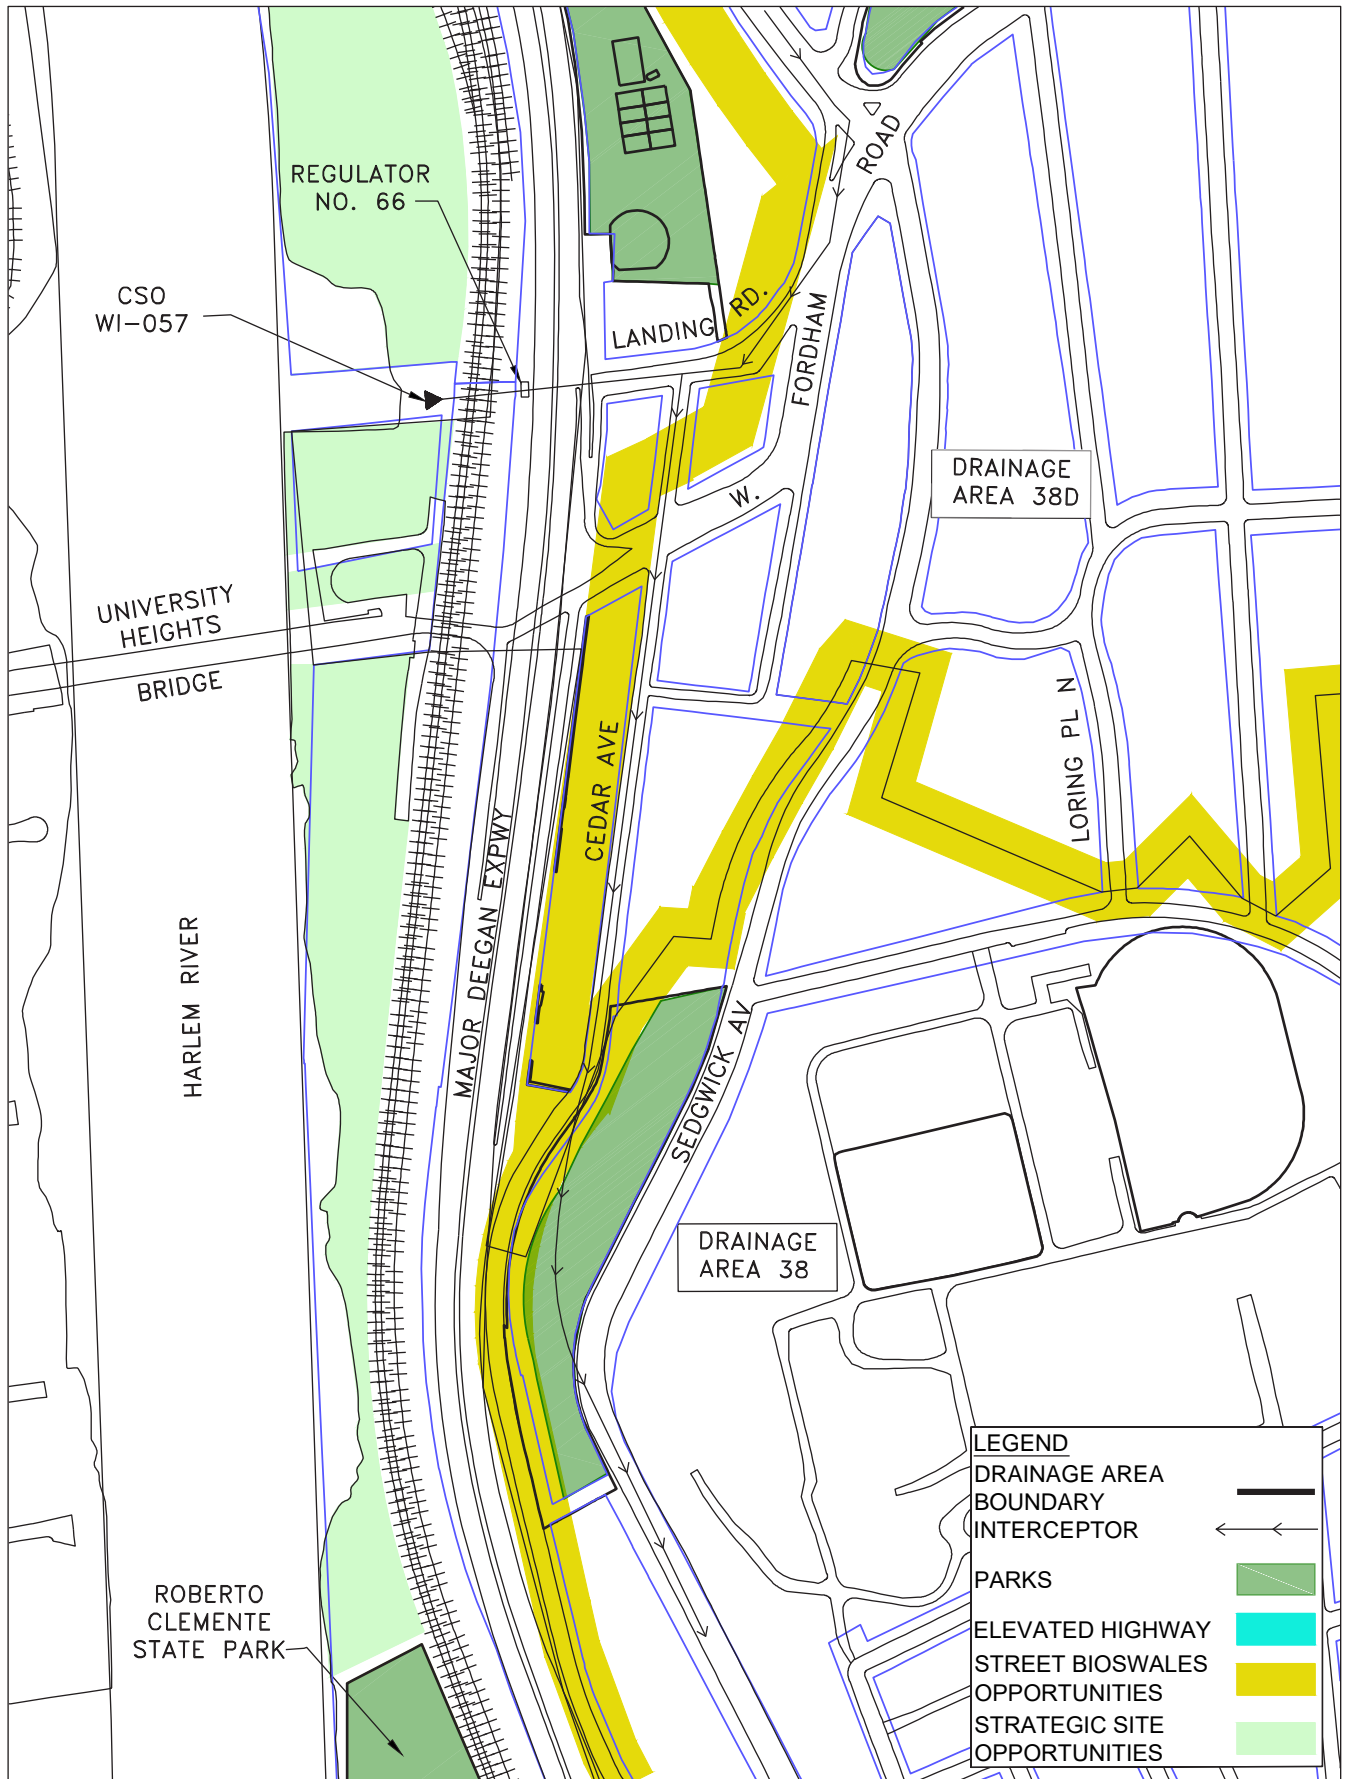 REGULATOR
NO. 66
ROAD
CSO
WI-057
LANDING
RD.
FORDHAM
DRAINAGE
AREA 38D
W.
UNIVERSITY
HEIGHTS
BRIDGE
LORING PL N
CEDAR AVE
MAJOR DEEGAN EXPWY
HARLEM RIVER
SEDGWICK AV
DRAINAGE
AREA 38
ROBERTO
CLEMENTE
STATE PARK
LEGEND
DRAINAGE AREA
BOUNDARY
INTERCEPTOR
PARKS
ELEVATED HIGHWAY
STREET BIOSWALES
OPPORTUNITIES
STRATEGIC SITE
OPPORTUNITIES